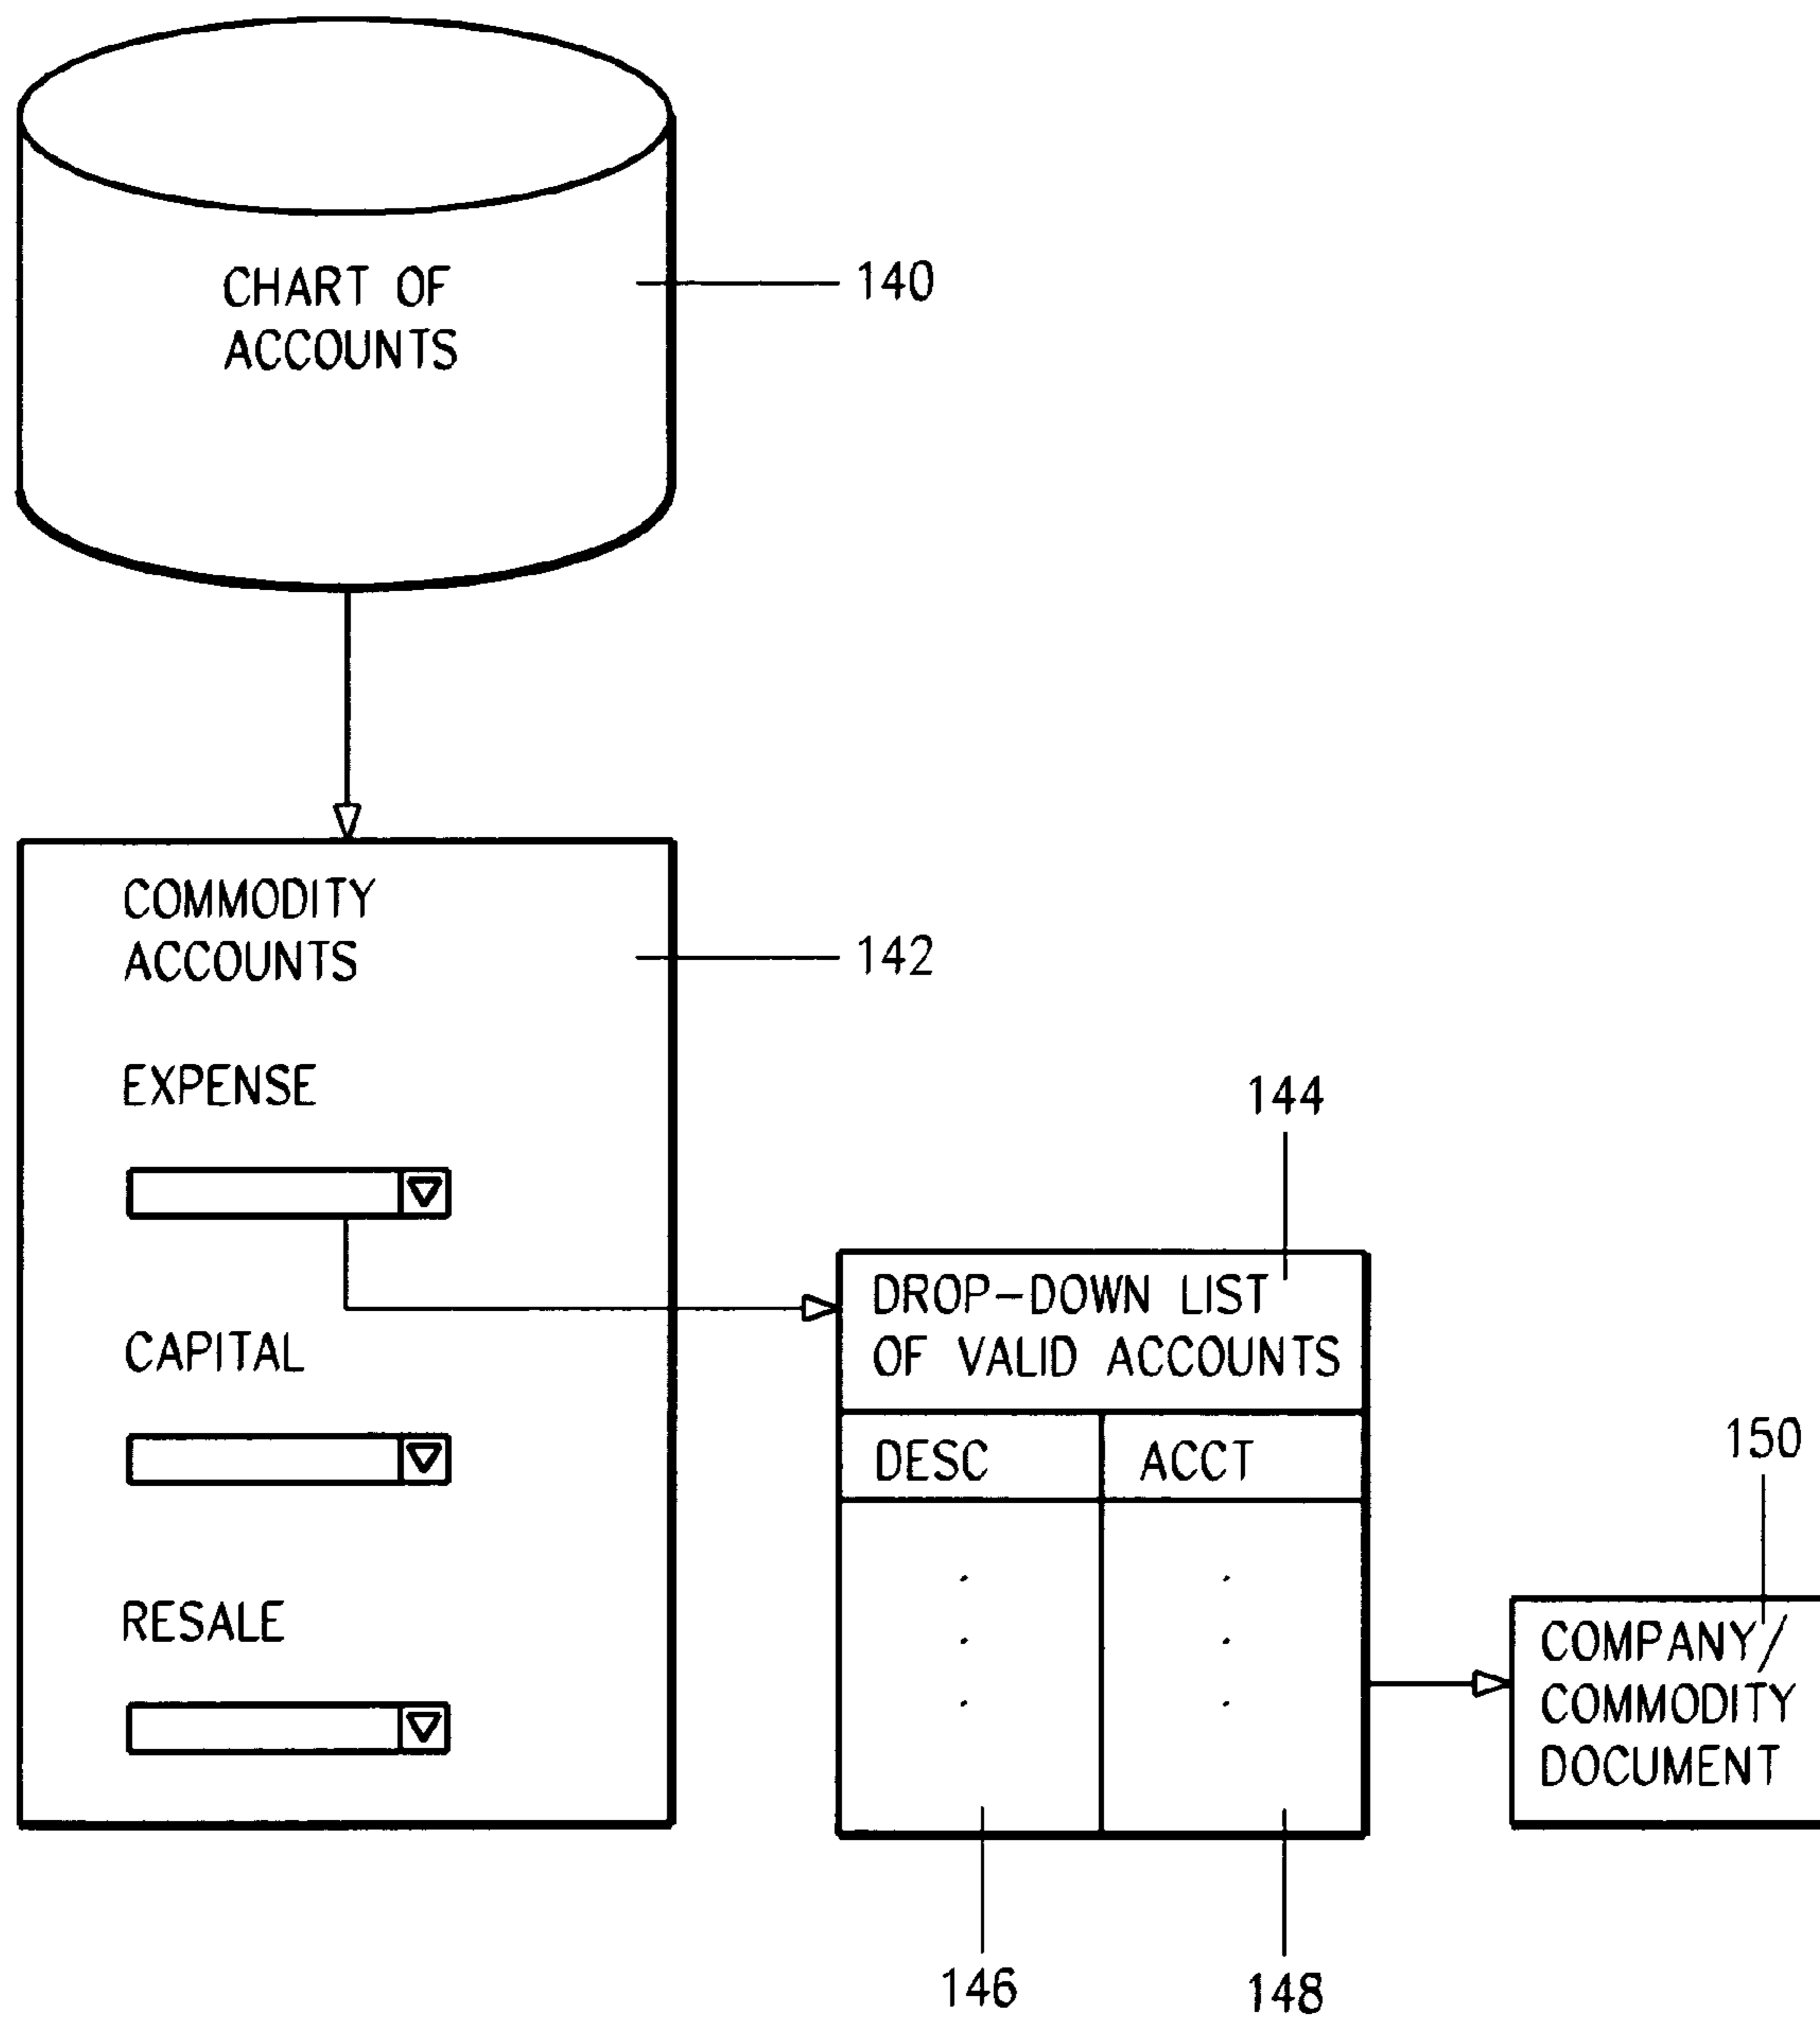 CHART OF
ACCOUNTS
140
COMMODITY
ACCOUNTS
142
EXPENSE
CAPITAL
RESALE
144
DROP-DOWN LIST
OF VALID ACCOUNTS
DESC
ACCT
146
148
150
COMPANY/
COMMODITY
DOCUMENT